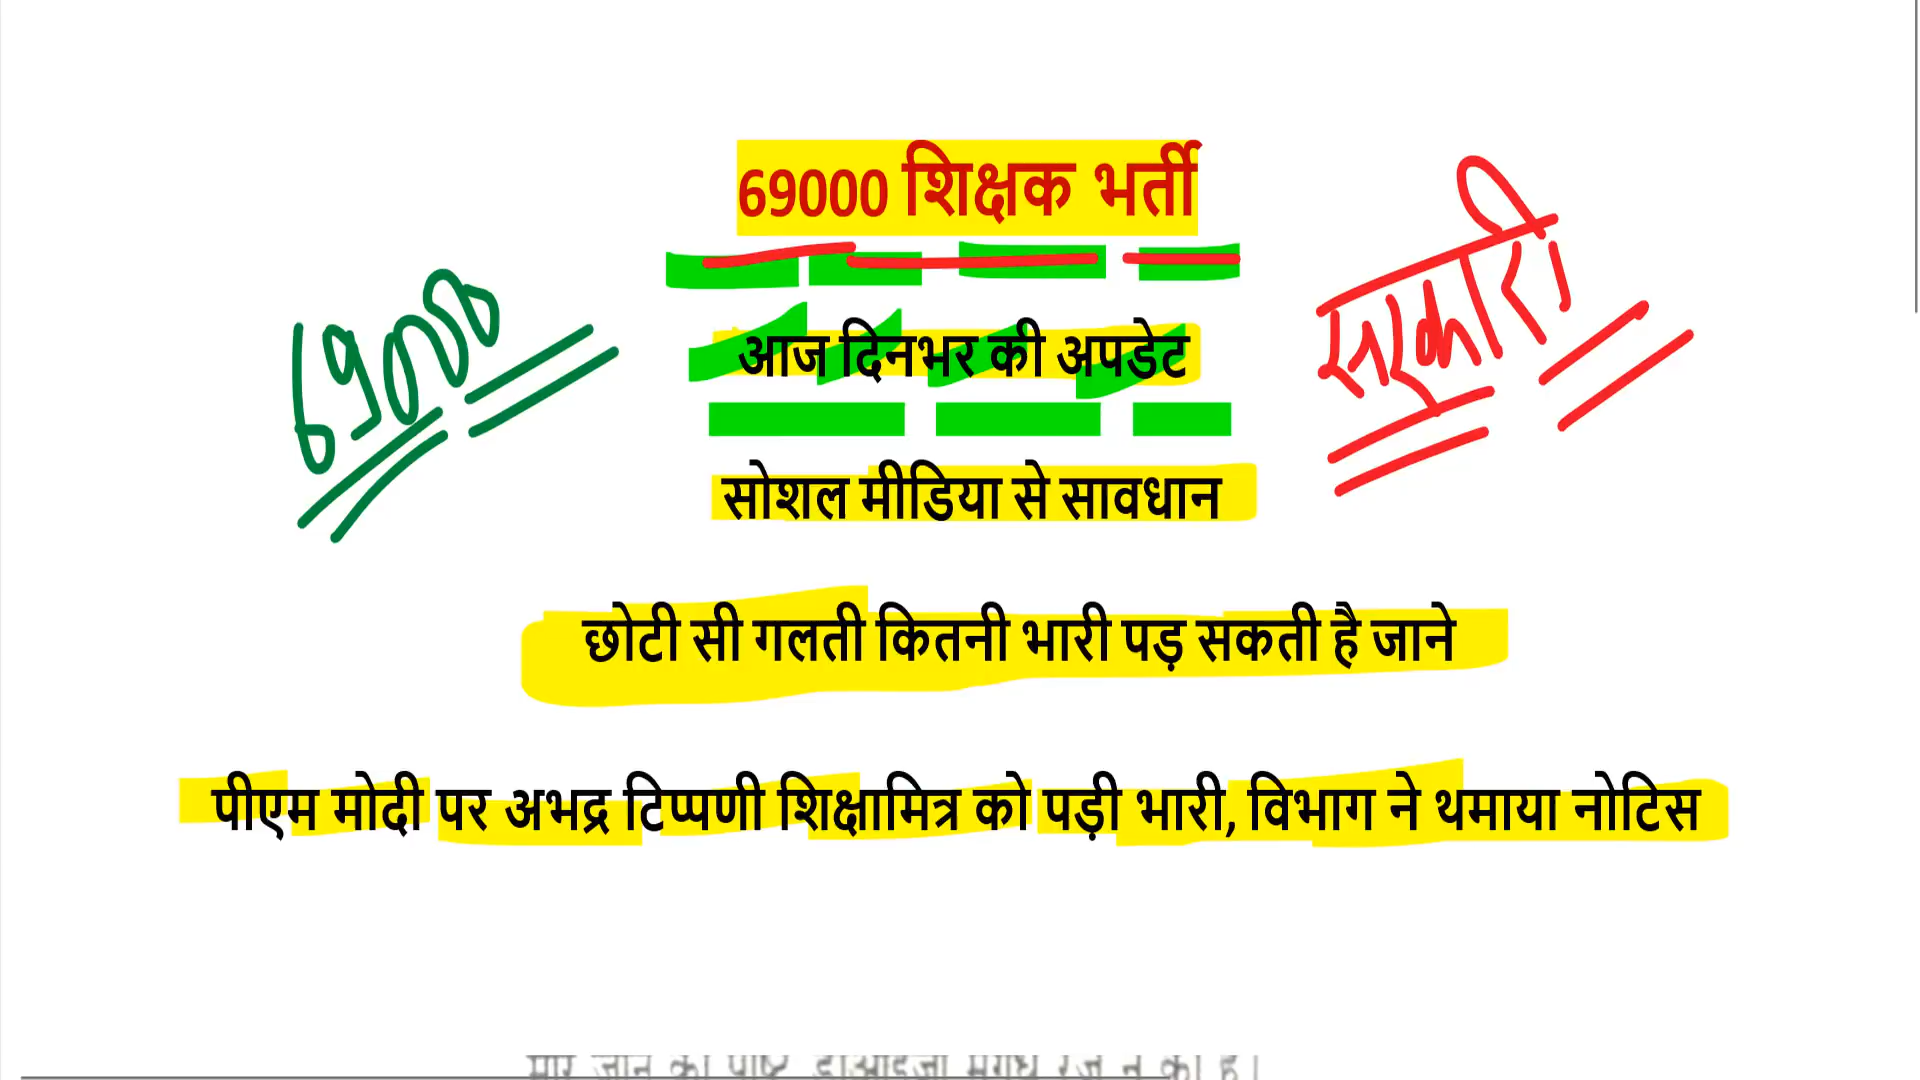 69000 शिक्षक भर्ती
69000
सरकारी
आज दिनभर की अपडेट
सोशल मीडिया से सावधान
छोटी सी गलती कितनी भारी पड़ सकती है जाने
पीएम मोदी पर अभद्र टिप्पणी शिक्षामित्र को पड़ी भारी, विभाग ने थमाया नोटिस